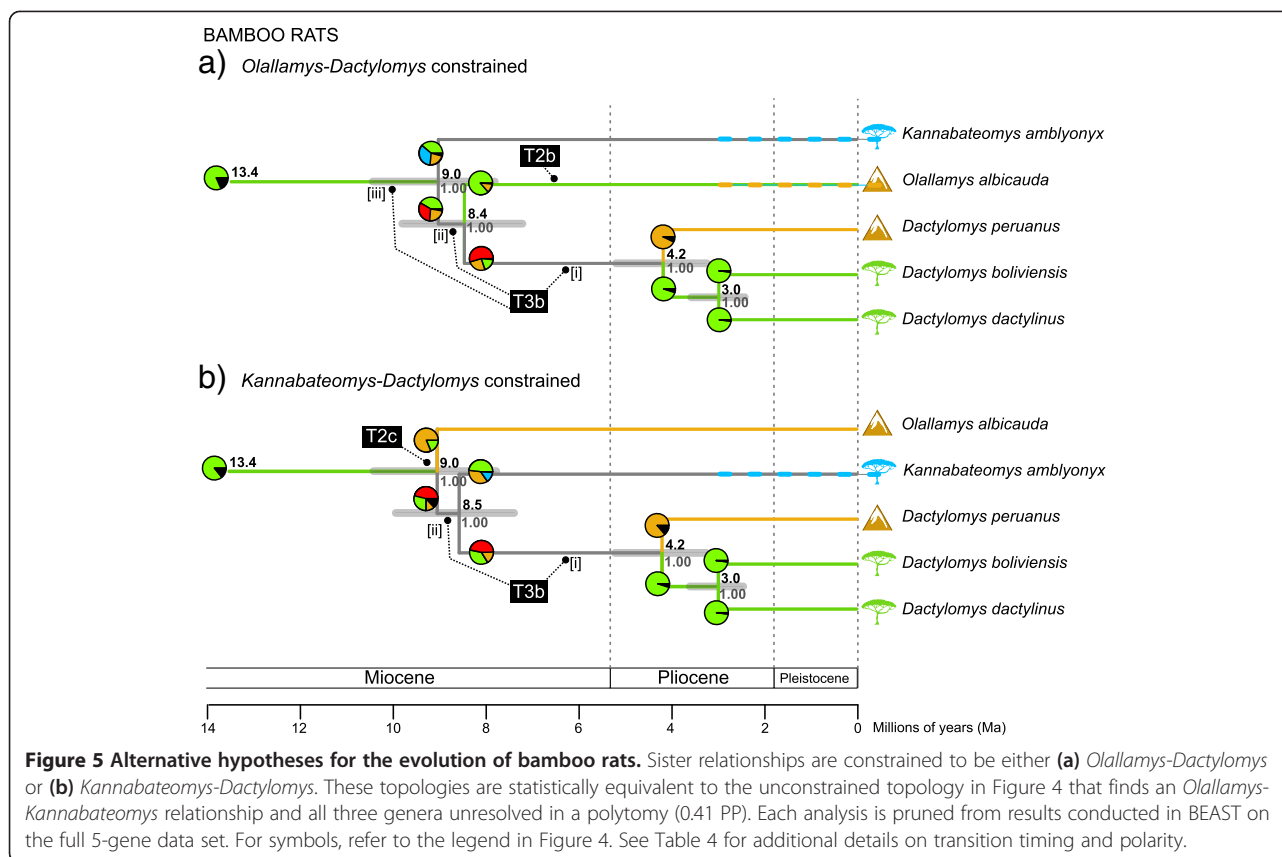 BAMBOO RATS
a) Olallamys-Dactylomys constrained
Kannabateomys amblyonyx
T2b
13.4
9.0
1.00
[iii]
Olallamys albicauda
8.4
1.00
[ii]
Dactylomys peruanus
4.2
1.00
[i]
Dactylomys boliviensis
T3b
3.0
1.00
Dactylomys dactylinus
b) Kannabateomys-Dactylomys constrained
Olallamys albicauda
T2c
13.4
9.0
1.00
Kannabateomys amblyonyx
8.5
1.00
[ii]
Dactylomys peruanus
4.2
1.00
[i]
Dactylomys boliviensis
T3b
3.0
1.00
Dactylomys dactylinus
Miocene Pliocene Pleistocene
14 12 10 8 6 4 2 0 Millions of years (Ma)
Figure 5 Alternative hypotheses for the evolution of bamboo rats. Sister relationships are constrained to be either (a) Olallamys-Dactylomys
or (b) Kannabateomys-Dactylomys. These topologies are statistically equivalent to the unconstrained topology in Figure 4 that finds an Olallamys-
Kannabateomys relationship and all three genera unresolved in a polytomy (0.41 PP). Each analysis is pruned from results conducted in BEAST on
the full 5-gene data set. For symbols, refer to the legend in Figure 4. See Table 4 for additional details on transition timing and polarity.